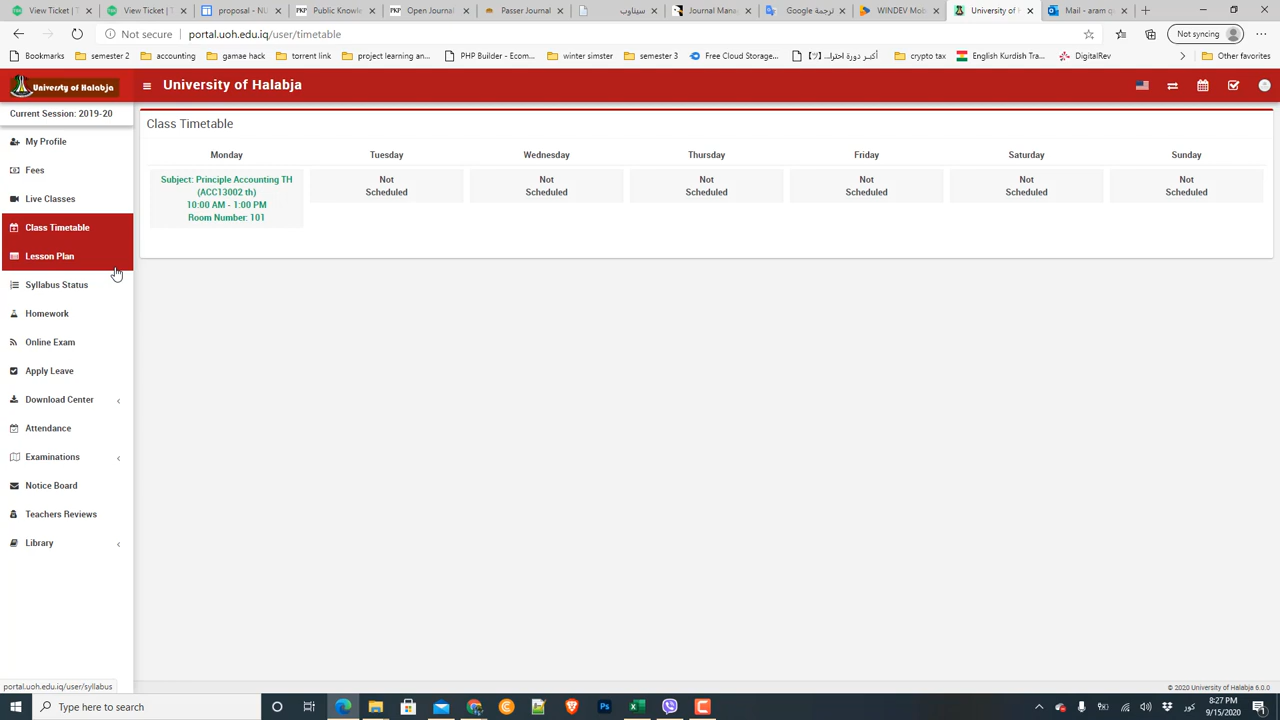 View Ticket | T
View Ticket | T
proposal - NU
Public Knowle
Open Journal
Passer Journal
سيتاوب
Journal Mana
ترجمة Google
WINDEV Mo
University of H
Mail - aram q
Not secure | portal.uoh.edu.iq/user/timetable
Not syncing
Bookmarks
semester 2
accounting
game hack
torrent link
project learning an...
PHP Builder - Ecom...
winter simster
semester 3
Free Cloud Storage...
crypto tax
English Kurdish Tra...
DigitalRev
Other favorites
University of Halabja
University of Halabja
Current Session: 2019-20
My Profile
Fees
Live Classes
Class Timetable
Lesson Plan
Syllabus Status
Homework
Online Exam
Apply Leave
Download Center
Attendance
Examinations
Notice Board
Teachers Reviews
Library
Class Timetable
Monday
Tuesday
Wednesday
Thursday
Friday
Saturday
Sunday
Subject: Principle Accounting TH
(ACC13002 th)
10:00 AM - 1:00 PM
Room Number: 101
Not
Scheduled
Not
Scheduled
Not
Scheduled
Not
Scheduled
Not
Scheduled
Not
Scheduled
portal.uoh.edu.iq/user/syllabus
© 2020 University of Halabja 6.0.0
Type here to search
8:27 PM
9/15/2020